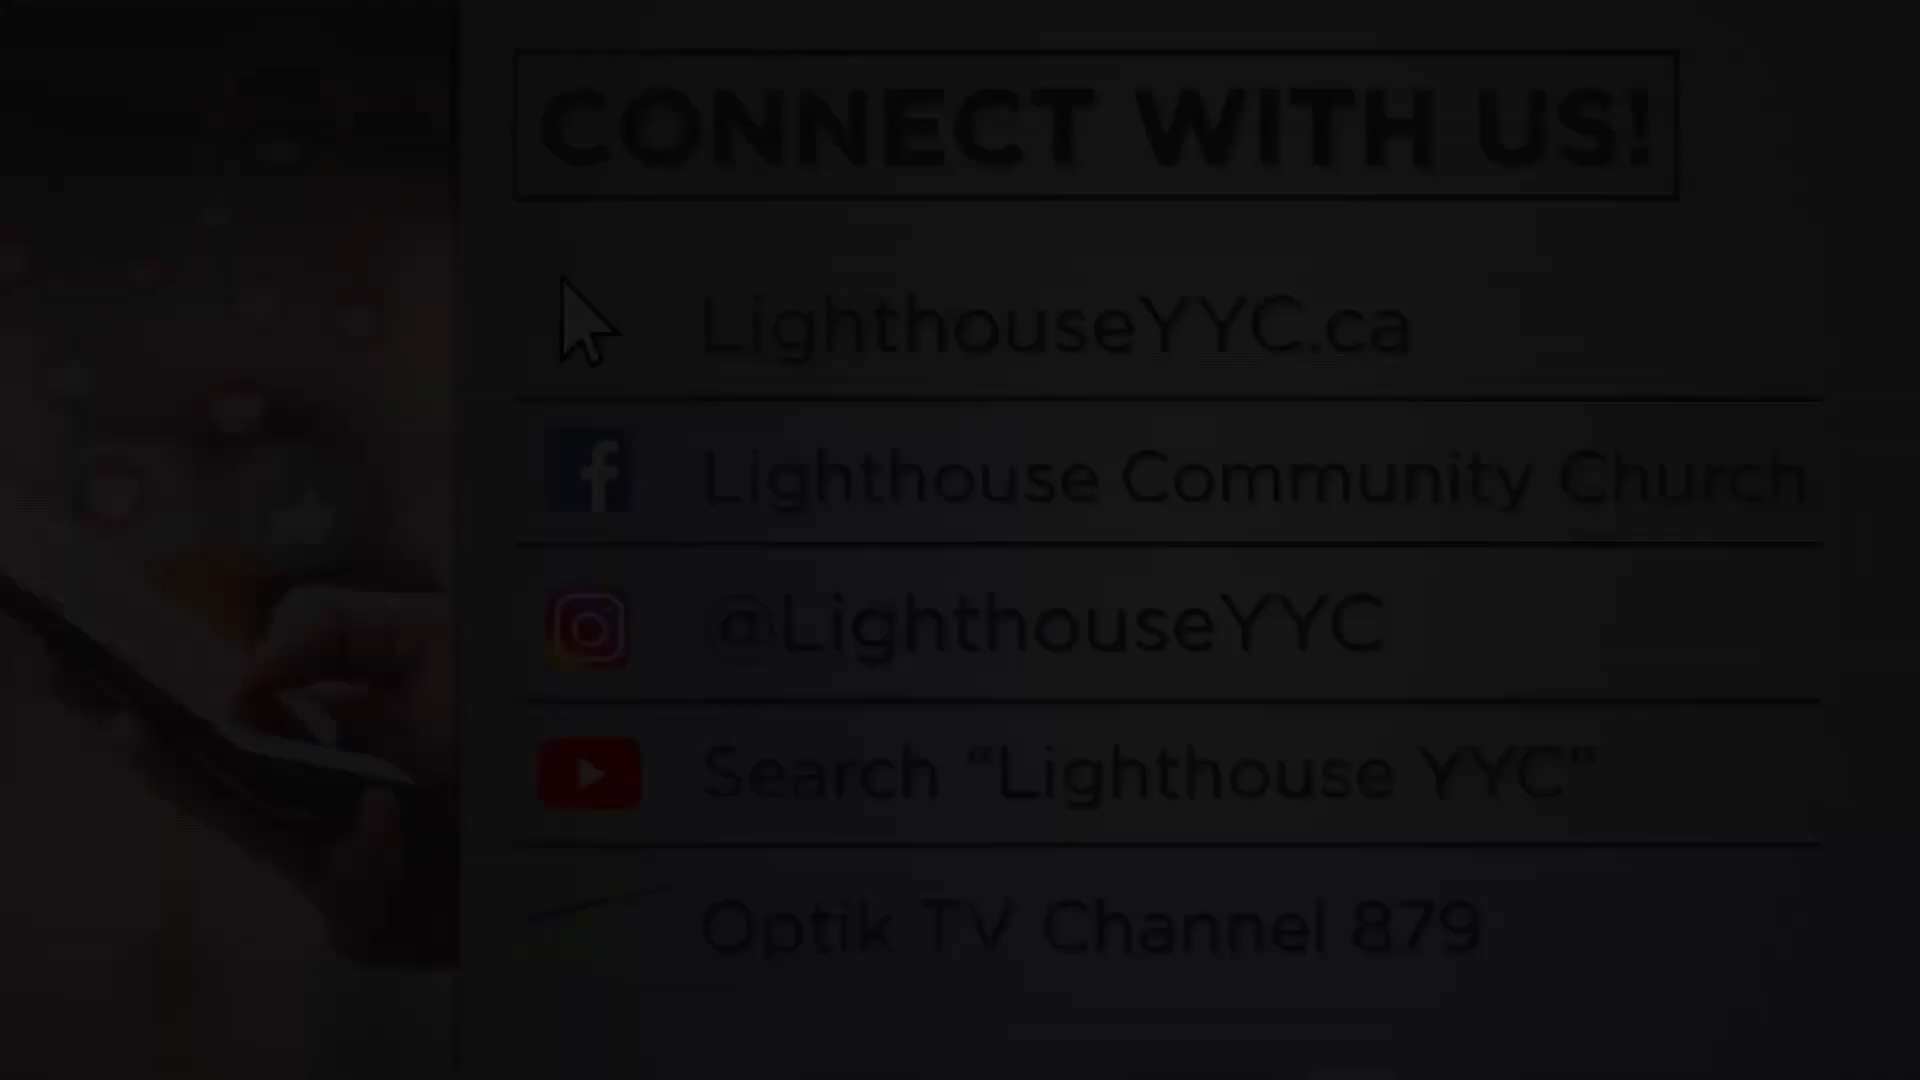 CONNECT WITH US!
LighthouseYYC.ca
Lighthouse Community Church
@LighthouseYYC
Search “Lighthouse YYC”
Optik TV Channel 879